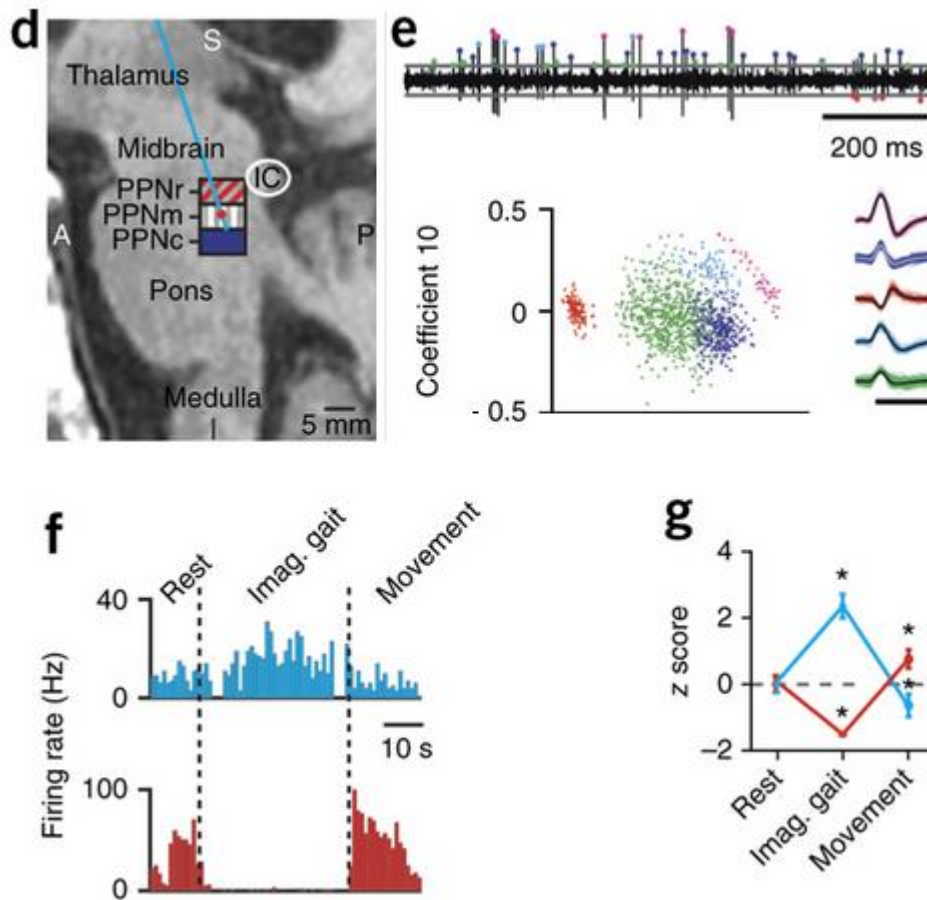 d
S
Thalamus
Midbrain
IC
PPNr
PPNm
A
P
PPNc
Pons
Medulla
5 mm
e
200 ms
Coefficient 10
0.5
0
- 0.5
f
Rest
Imag. gait
Movement
Firing rate (Hz)
40
0
10 s
100
0
g
z score
4
2
0
–2
*
*
*
*
Rest
Imag. gait
Movement